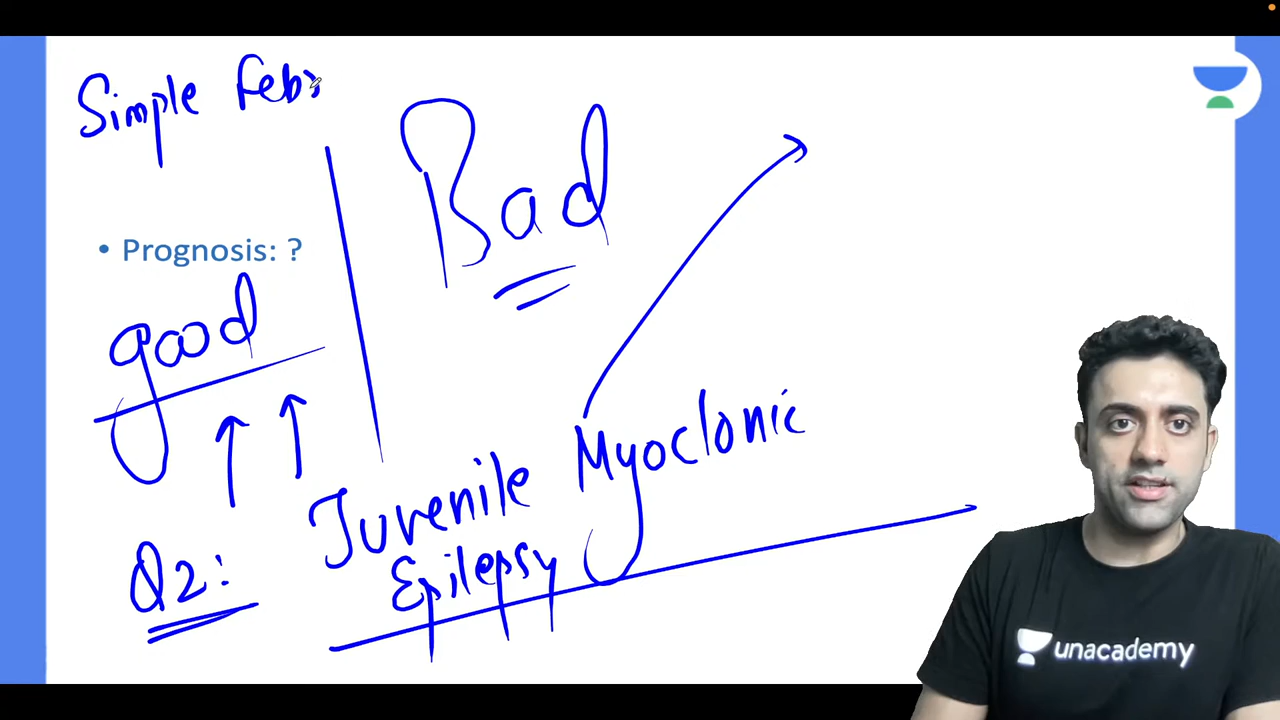 Simple Feb
Bad
• Prognosis: ?
good
Juvenile Myoclonic
Epilepsy
Q2:
unacademy